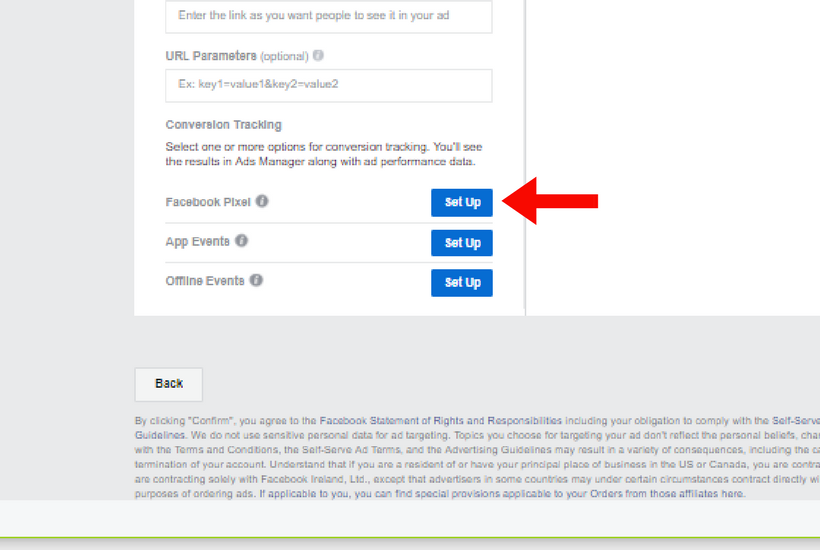 Enter the link as you want people to see it in your ad
URL Parameters (optional)
Ex: key1=value1&key2=value2
Conversion Tracking
Select one or more options for conversion tracking. You'll see
the results in Ads Manager along with ad performance data.
Facebook Pixel
Set Up
App Events
Set Up
Offline Events
Set Up
Back
By clicking "Confirm", you agree to the Facebook Statement of Rights and Responsibilities including your obligation to comply with the Self-Serve
Guidelines. We do not use sensitive personal data for ad targeting. Topics you choose for targeting your ad don't reflect the personal beliefs, cha
with the Terms and Conditions, the Self-Serve Ad Terms, and the Advertising Guidelines may result in a variety of consequences, including the ca
termination of your account. Understand that if you are a resident of or have your principal place of business in the US or Canada, you are contra
are contracting solely with Facebook Ireland, Ltd., except that advertisers in some countries may under certain circumstances contract directly wi
purposes of ordering ads. If applicable to you, you can find special provisions applicable to your Orders from those affiliates here.